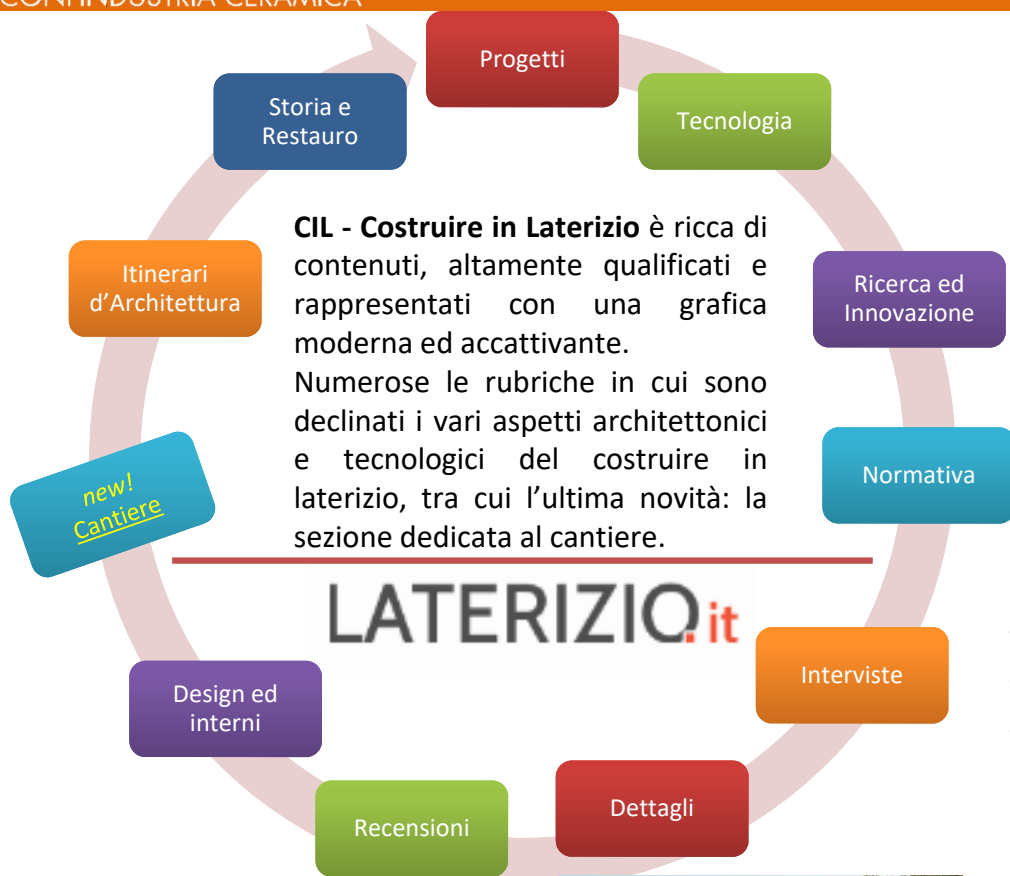 CONFINDUSTRIA CERAMICA
Progetti
Tecnologia
Storia e
Restauro
CIL - Costruire in Laterizio è ricca di
contenuti, altamente qualificati e
rappresentati con una grafica
moderna ed accattivante.
Numerose le rubriche in cui sono
declinati i vari aspetti architettonici
e tecnologici del costruire in
laterizio, tra cui l’ultima novità: la
sezione dedicata al cantiere.
Itinerari
d’Architettura
Ricerca ed
Innovazione
new!
Cantiere
Normativa
LATERIZIO.it
Interviste
Design ed
interni
Dettagli
Recensioni